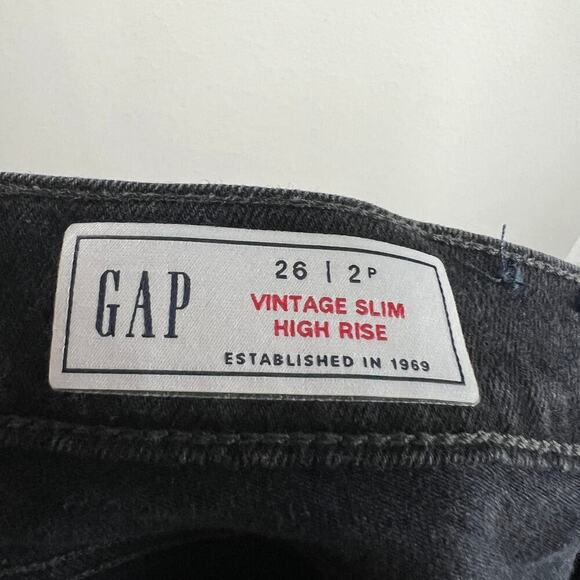 GAP
26 | 2P
VINTAGE SLIM
HIGH RISE
ESTABLISHED IN 1969